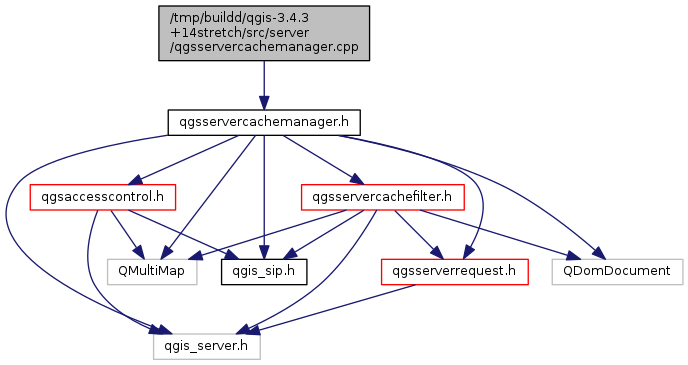 /tmp/buildd/qgis-3.4.3
+14stretch/src/server
/qgsservercachemanager.cpp
qgsservercachemanager.h
qgsaccesscontrol.h
qgsservercachefilter.h
QMultiMap
qgis_sip.h
qgsserverrequest.h
QDomDocument
qgis_server.h